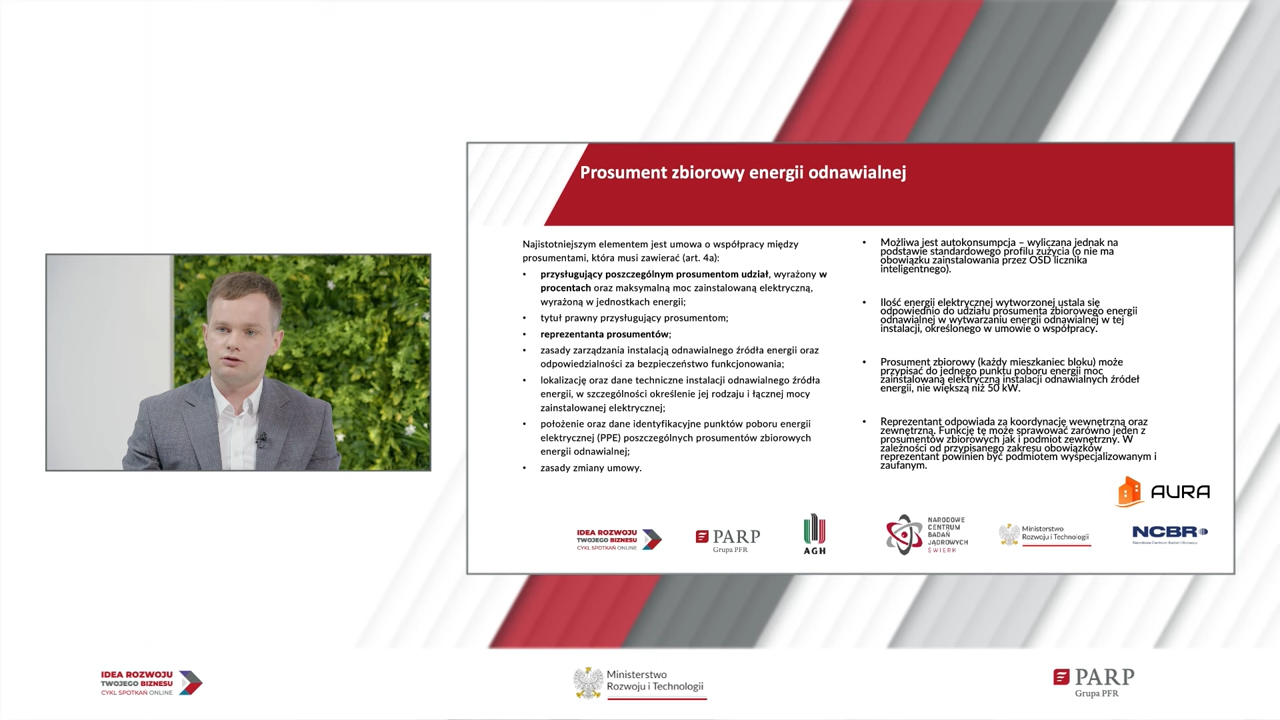 Prosument zbiorowy energii odnawialnej
Najistotniejszym elementem jest umowa o współpracy między
prosumentami, która musi zawierać (art. 4a):
• przysługujący poszczególnym prosumentom udział, wyrażony w
procentach oraz maksymalną moc zainstalowaną elektryczną,
wyrażoną w jednostkach energii;
• tytuł prawny przysługujący prosumentom;
• reprezentanta prosumentów;
• zasady zarządzania instalacją odnawialnego źródła energii oraz
odpowiedzialności za bezpieczeństwo funkcjonowania;
• lokalizację oraz dane techniczne instalacji odnawialnego źródła
energii, w szczególności określenie jej rodzaju i łącznej mocy
zainstalowanej elektrycznej;
• położenie oraz dane identyfikacyjne punktów poboru energii
elektrycznej (PPE) poszczególnych prosumentów zbiorowych
energii odnawialnej;
• zasady zmiany umowy.
• Możliwa jest autokonsumpcja – wyliczana jednak na
podstawie standardowego profilu zużycia (o nie ma
obowiązku zainstalowania przez OSD licznika
inteligentnego).
• Ilość energii elektrycznej wytworzonej ustala się
odpowiednio do udziału prosumenta zbiorowego energii
odnawialnej w wytwarzaniu energii odnawialnej w tej
instalacji, określonego w umowie o współpracy.
• Prosument zbiorowy (każdy mieszkaniec bloku) może
przypisać do jednego punktu poboru energii moc
zainstalowaną elektryczną instalacji odnawialnych źródeł
energii, nie większą niż 50 kW.
• Reprezentant odpowiada za koordynację wewnętrzną oraz
zewnętrzną. Funkcję tę może sprawować zarówno jeden z
prosumentów zbiorowych jak i podmiot zewnętrzny. W
zależności od przypisanego zakresu obowiązków
reprezentant powinien być podmiotem wyspecjalizowanym i
zaufanym.
AURA
IDEA ROZWOJU
TWOJEGO BIZNESU
CYKL SPOTKAŃ ONLINE
PARP
Grupa PFR
AGH
NARODOWE
CENTRUM
BADAŃ
JĄDROWYCH
ŚWIERK
Ministerstwo
Rozwoju i Technologii
NCBR
Narodowe Centrum Badań i Rozwoju
IDEA ROZWOJU
TWOJEGO BIZNESU
CYKL SPOTKAŃ ONLINE
Ministerstwo
Rozwoju i Technologii
PARP
Grupa PFR